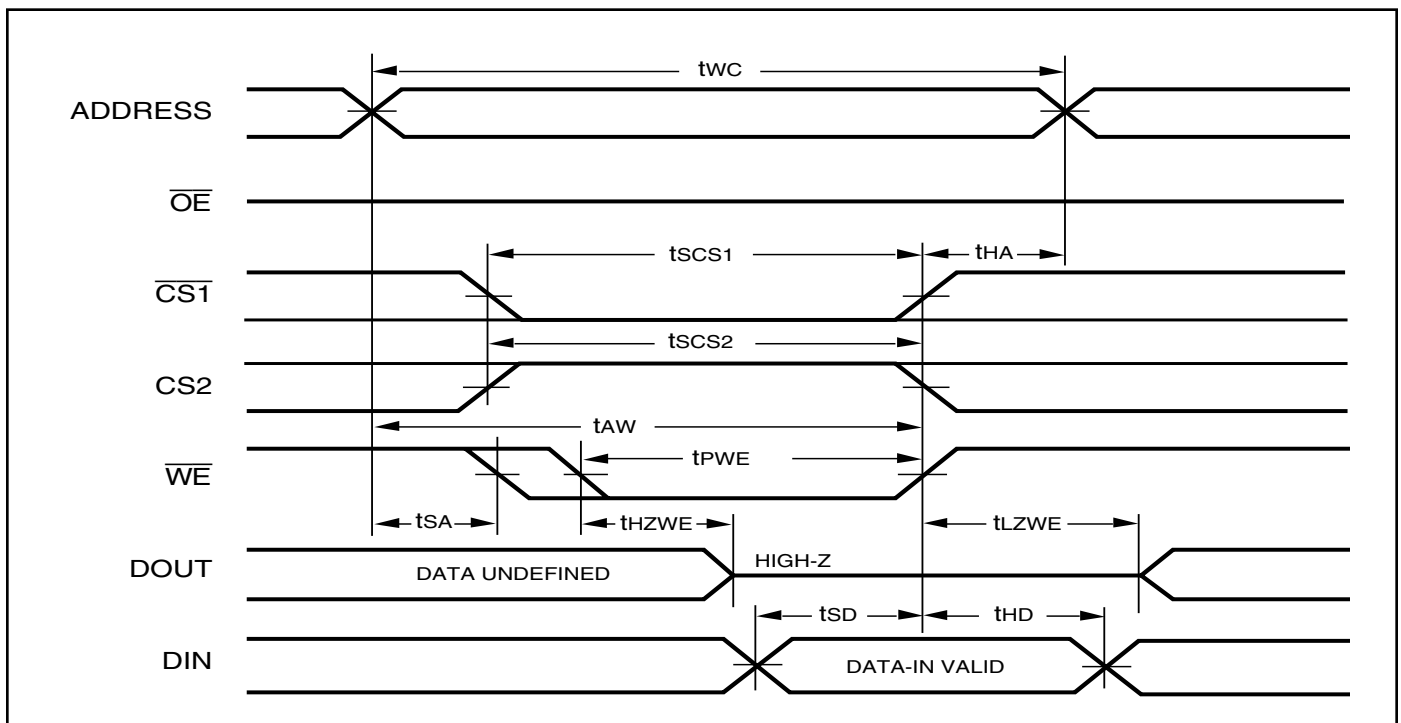 tWC
ADDRESS
OE
tSCS1
tHA
CS1
tSCS2
CS2
tAW
WE
tPWE
tSA
tHZWE
tLZWE
DOUT
DATA UNDEFINED
HIGH-Z
tSD
tHD
DIN
DATA-IN VALID